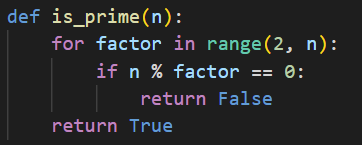 def is_prime(n):
    for factor in range(2, n):
        if n % factor == 0:
            return False
    return True